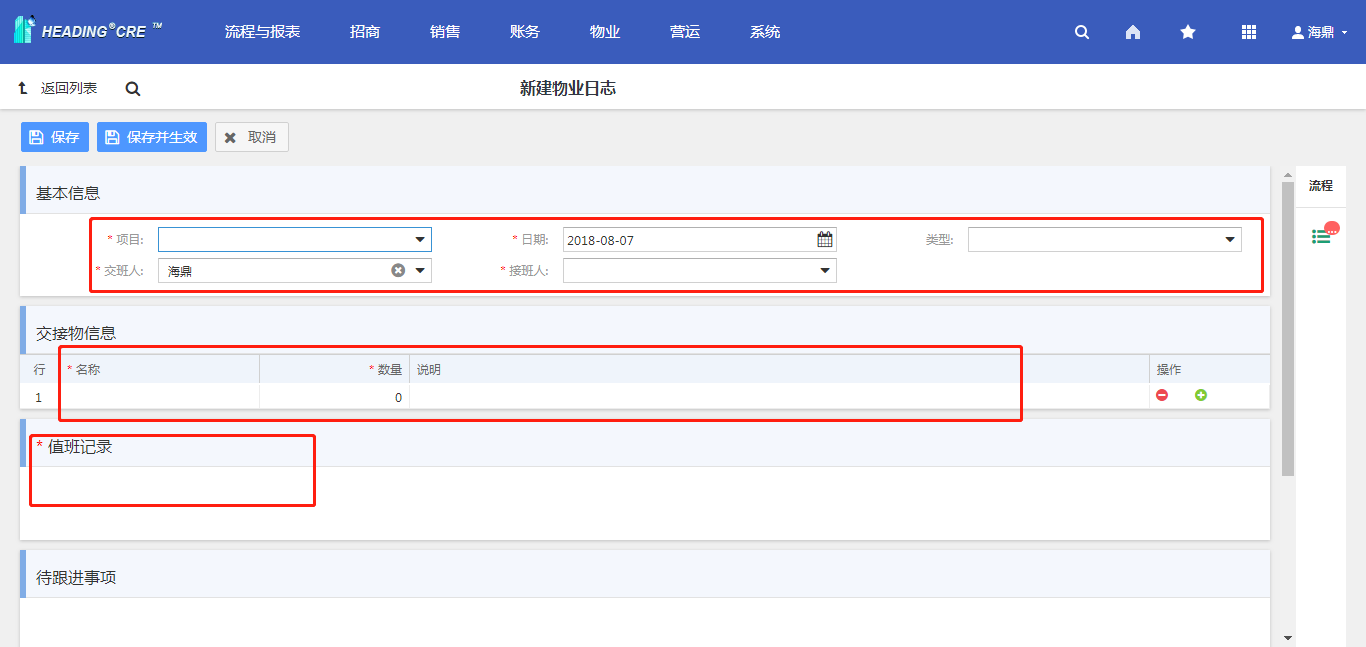 HEADING®CRE ™ 流程与报表 招商 销售 账务 物业 营运 系统 海鼎
返回列表 新建物业日志
保存 保存并生效 取消
基本信息 流程
* 项目: * 日期: 2018-08-07 类型:
* 交班人: 海鼎 * 接班人:
交接物信息
行 * 名称 * 数量 说明 操作
1 0
* 值班记录
待跟进事项